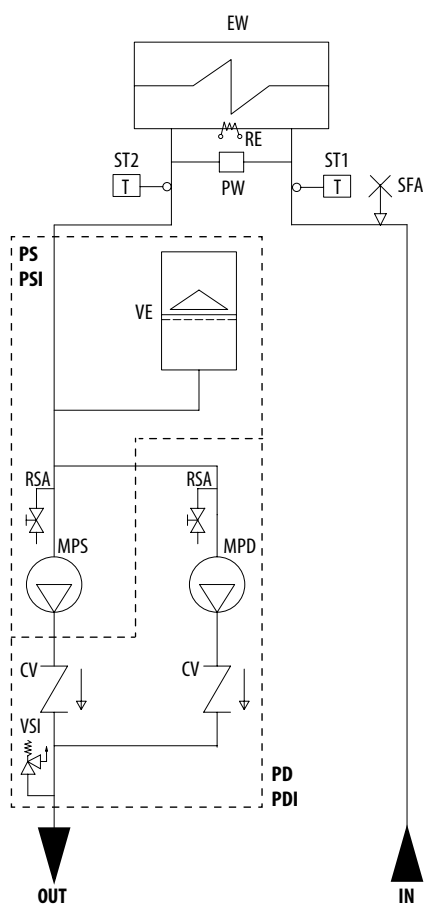 EW
RE
ST2
T
PW
ST1
T
SFA
PS
PSI
VE
RSA
RSA
MPS
MPD
CV
CV
VSI
PD
PDI
OUT
IN